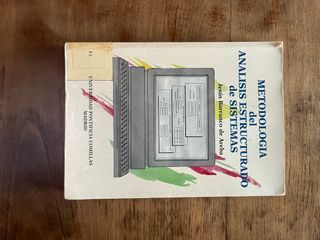 METODOLOGIA
del
ANALISIS ESTRUCTURADO
de SISTEMAS
Jesús Barranco de Areba
UNIVERSIDAD PONTIFICIA COMILLAS
MADRID